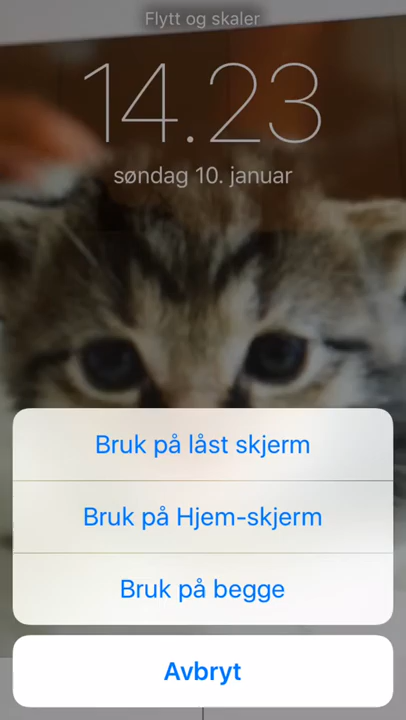 Flytt og skaler
14.23
søndag 10. januar
Bruk på låst skjerm
Bruk på Hjem-skjerm
Bruk på begge
Avbryt